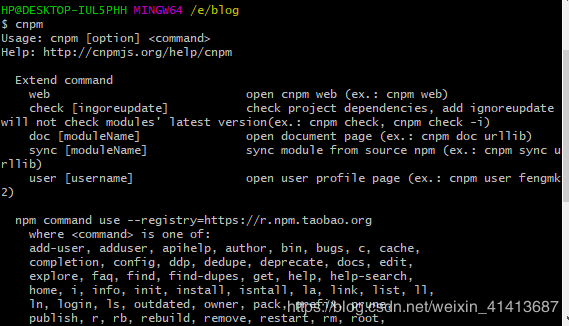 HP@DESKTOP-IUL5PHH MINGW64 /e/blog
$ cnpm
Usage: cnpm [option] <command>
Help: http://cnpmjs.org/help/cnpm
Extend command
web open cnpm web (ex.: cnpm web)
check [ingoreupdate] check project dependencies, add ignoreupdate
will not check modules' latest version(ex.: cnpm check, cnpm check -i)
doc [moduleName] open document page (ex.: cnpm doc urllib)
sync [moduleName] sync module from source npm (ex.: cnpm sync u
rllib)
user [username] open user profile page (ex.: cnpm user fengmk
2)
npm command use --registry=https://r.npm.taobao.org
where <command> is one of:
add-user, adduser, apihelp, author, bin, bugs, c, cache,
completion, config, ddp, dedupe, deprecate, docs, edit,
explore, faq, find, find-dupes, get, help, help-search,
home, i, info, init, install, isntall, la, link, list, ll,
ln, login, ls, outdated, owner, pack, prefix, prune,
publish, r, rb, rebuild, remove, restart, rm, root,
https://blog.csdn.net/weixin_41413687